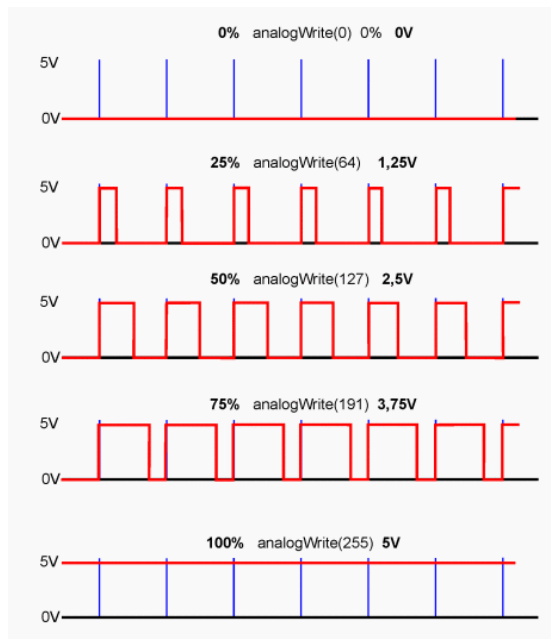 0% analogWrite(0) 0% 0V
5V
0V
25% analogWrite(64) 1,25V
5V
0V
50% analogWrite(127) 2,5V
5V
0V
75% analogWrite(191) 3,75V
5V
0V
100% analogWrite(255) 5V
5V
0V